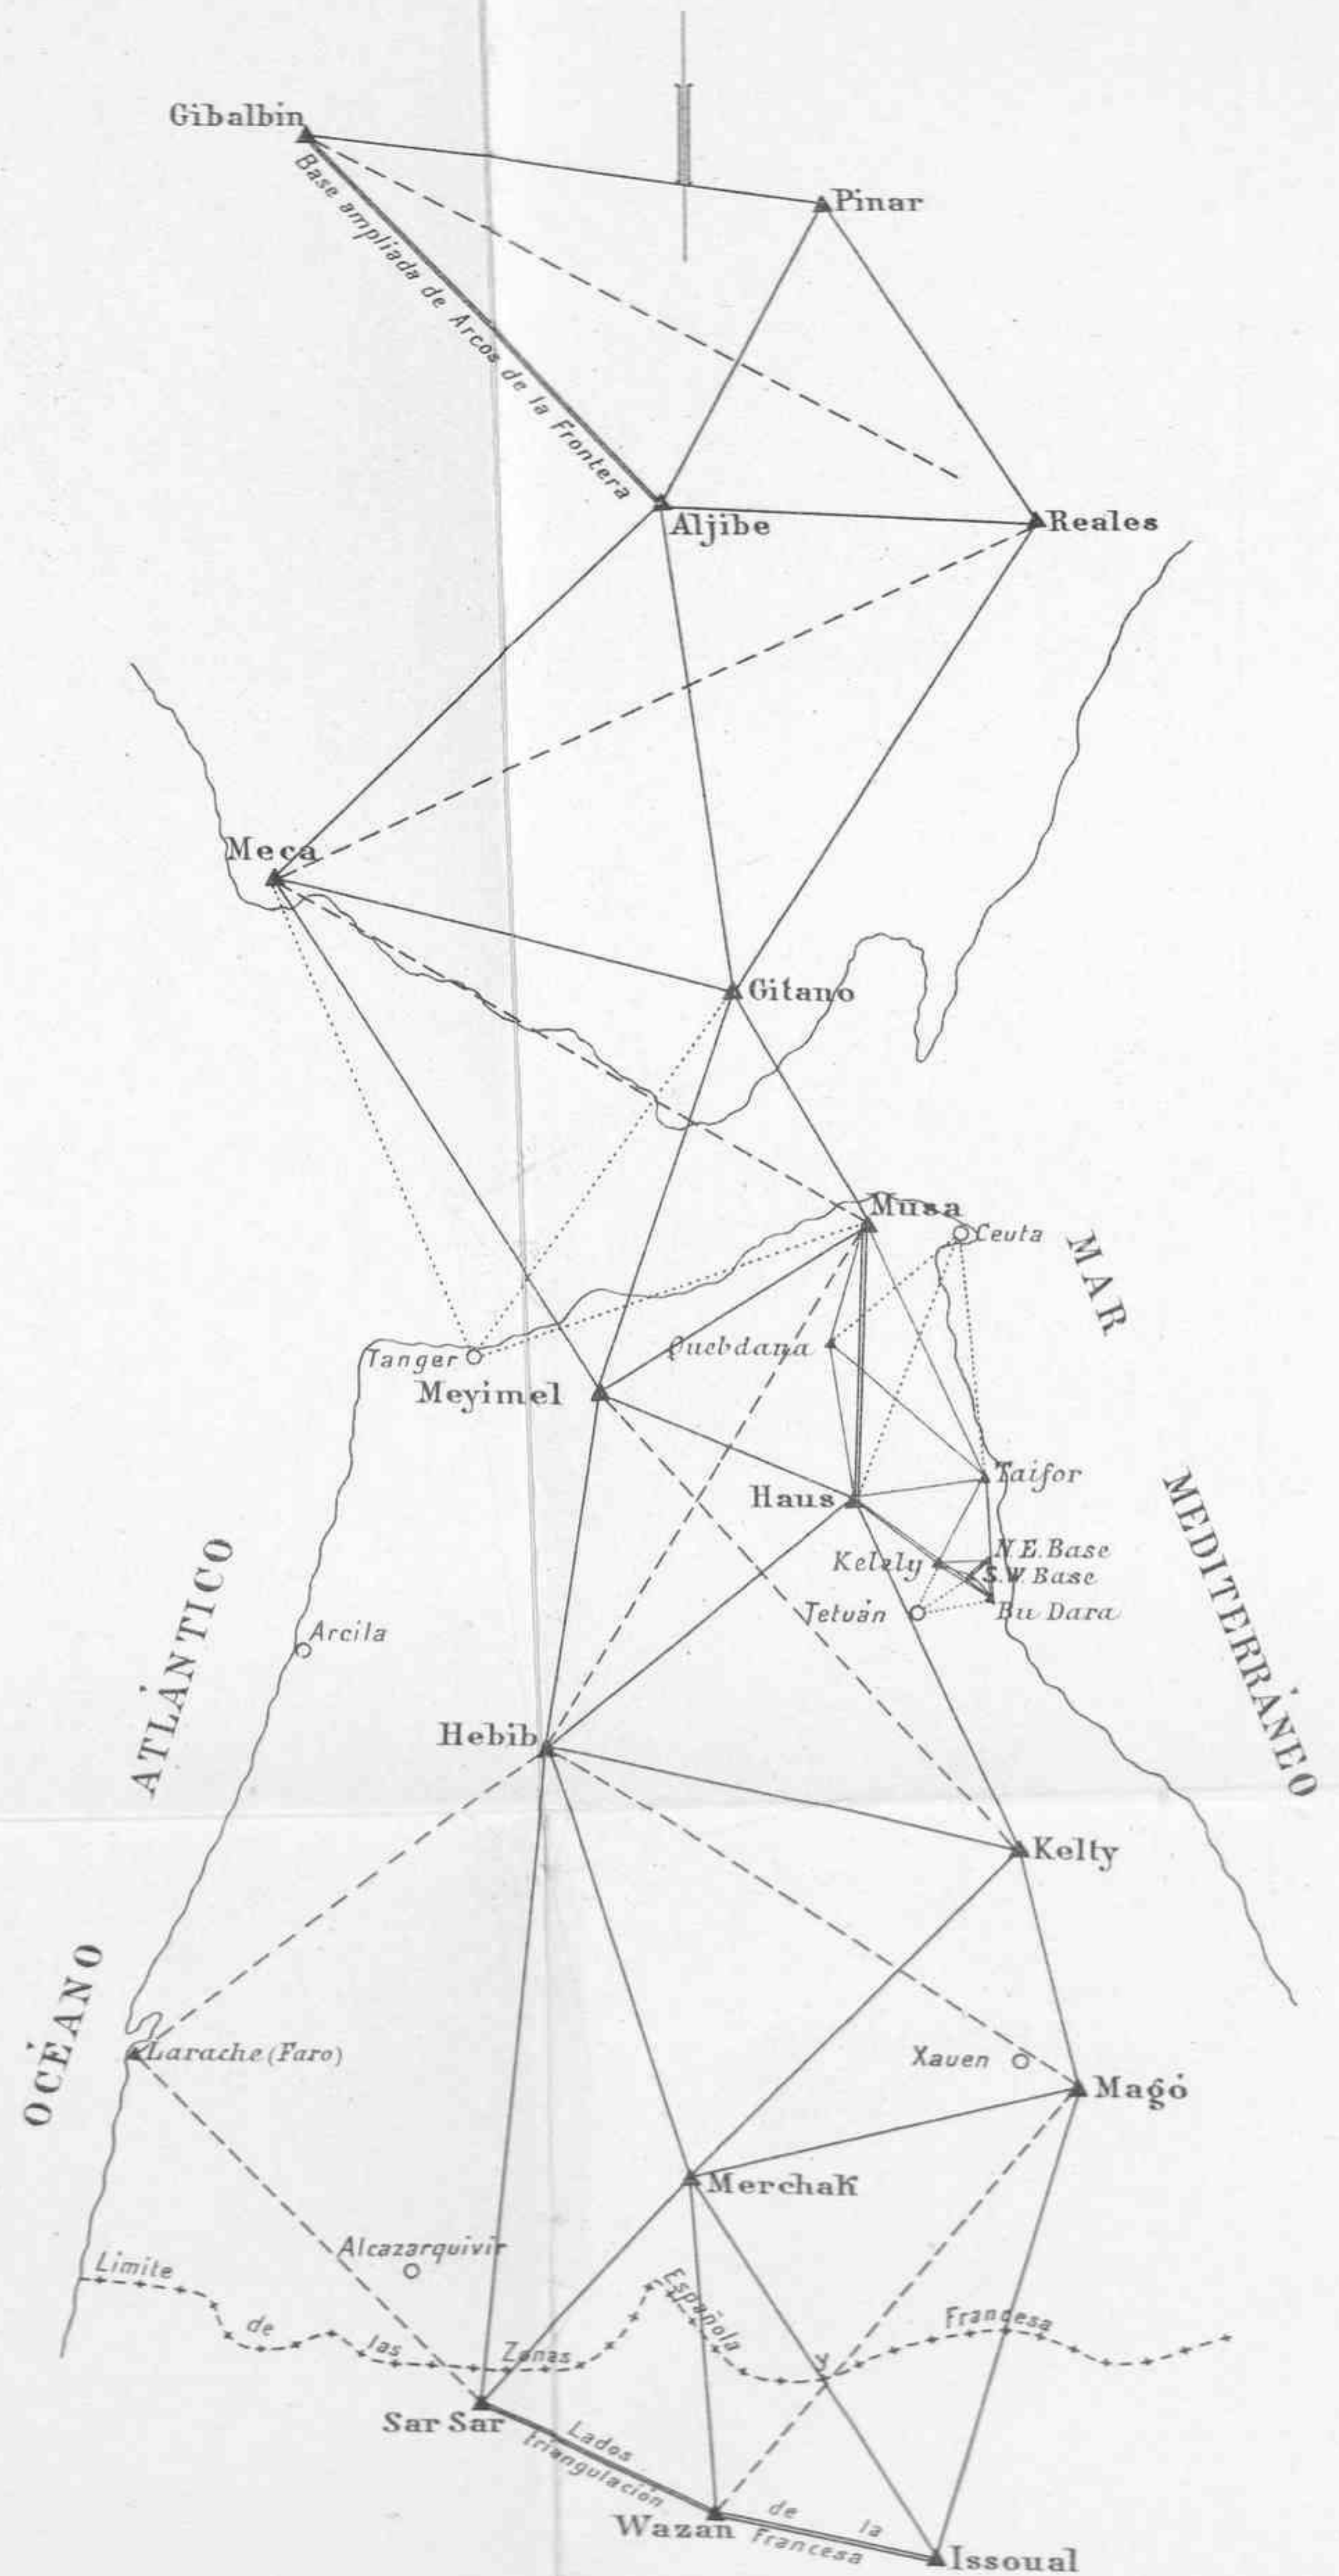 Gibalbin
Pinar
Base ampliada de Arcos de la Frontera
Aljibe
Reales
Meca
Gitano
Musa
Ceuta
MAR
Quebdana
Tanger
Meyimel
Taifor
Haus
MEDITERRÁNEO
N.E. Base
Kelely
S.W. Base
Tetuán
Bu Dara
Arcila
ATLÁNTICO
Hebib
Kelty
OCÉANO
Larache (Faro)
Xauen
Magó
Merchak
Alcazarquivir
Limite de las Zonas Española y Francesa
Sar Sar
Lados de la
triangulación Francesa
Wazan
Issoual